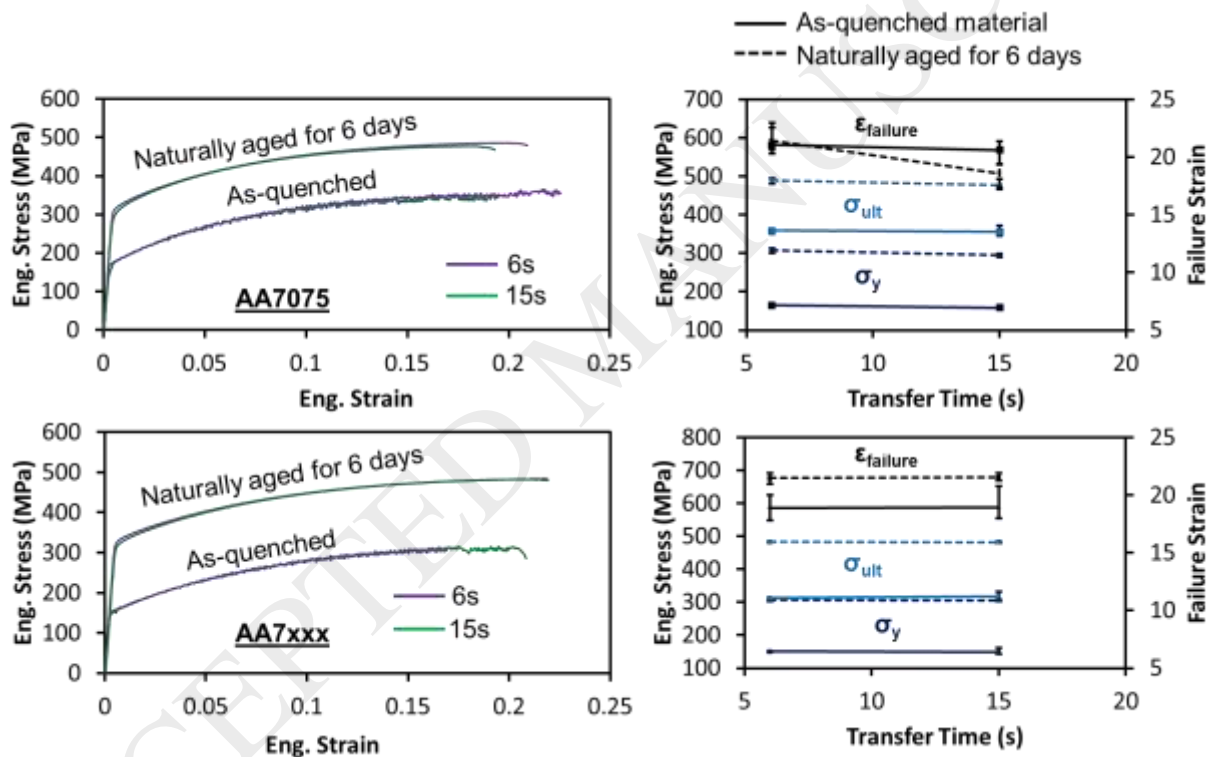 As-quenched material
Naturally aged for 6 days
600
500
400
300
200
100
0
Eng. Stress (MPa)
Naturally aged for 6 days
As-quenched
6s
15s
AA7075
0 0.05 0.1 0.15 0.2 0.25
Eng. Strain
700
600
500
400
300
200
100
Eng. Stress (MPa)
εfailure
σult
σy
25
20
15
10
5
Failure Strain
5 10 15 20
Transfer Time (s)
600
500
400
300
200
100
0
Eng. Stress (MPa)
Naturally aged for 6 days
As-quenched
6s
15s
AA7xxx
0 0.05 0.1 0.15 0.2 0.25
Eng. Strain
800
700
600
500
400
300
200
100
Eng. Stress (MPa)
εfailure
σult
σy
25
20
15
10
5
Failure Strain
5 10 15 20
Transfer Time (s)
CEPTED MANUSC